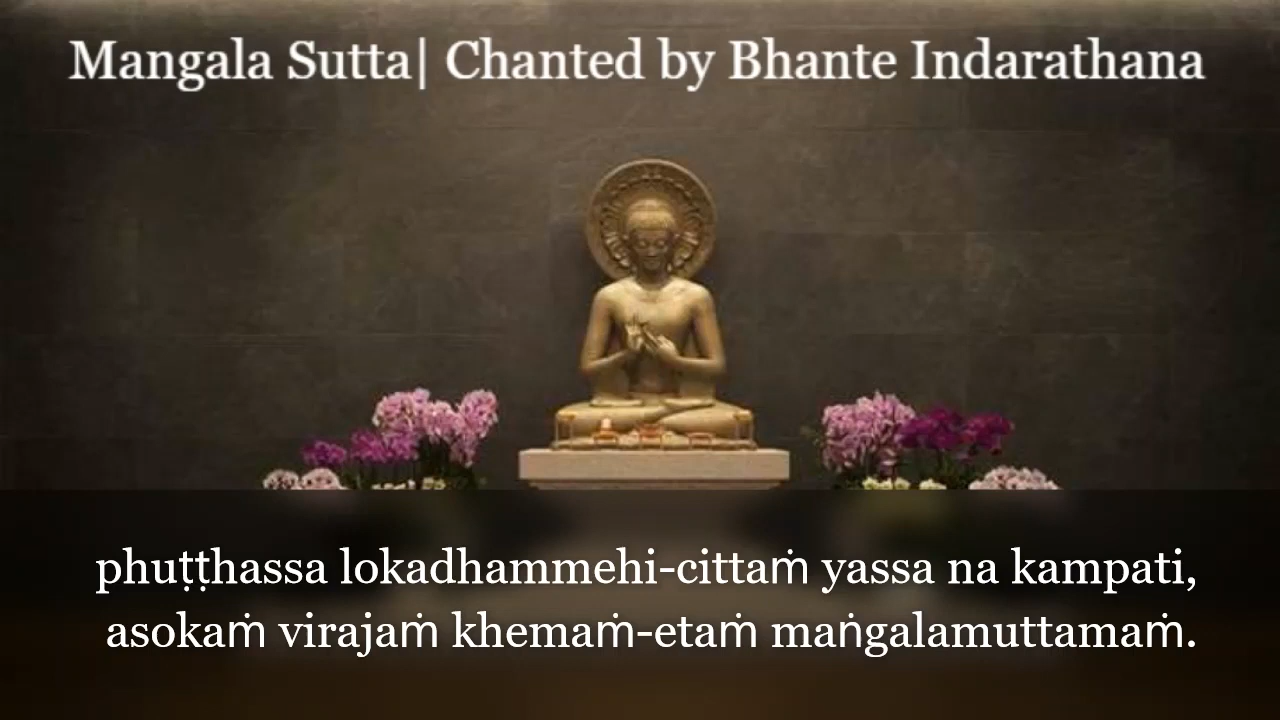 Mangala Sutta| Chanted by Bhante Indarathana
phuṭṭhassa lokadhammehi-cittaṁ yassa na kampati,
asokaṁ virajaṁ khemaṁ-etaṁ maṅgalamuttamaṁ.